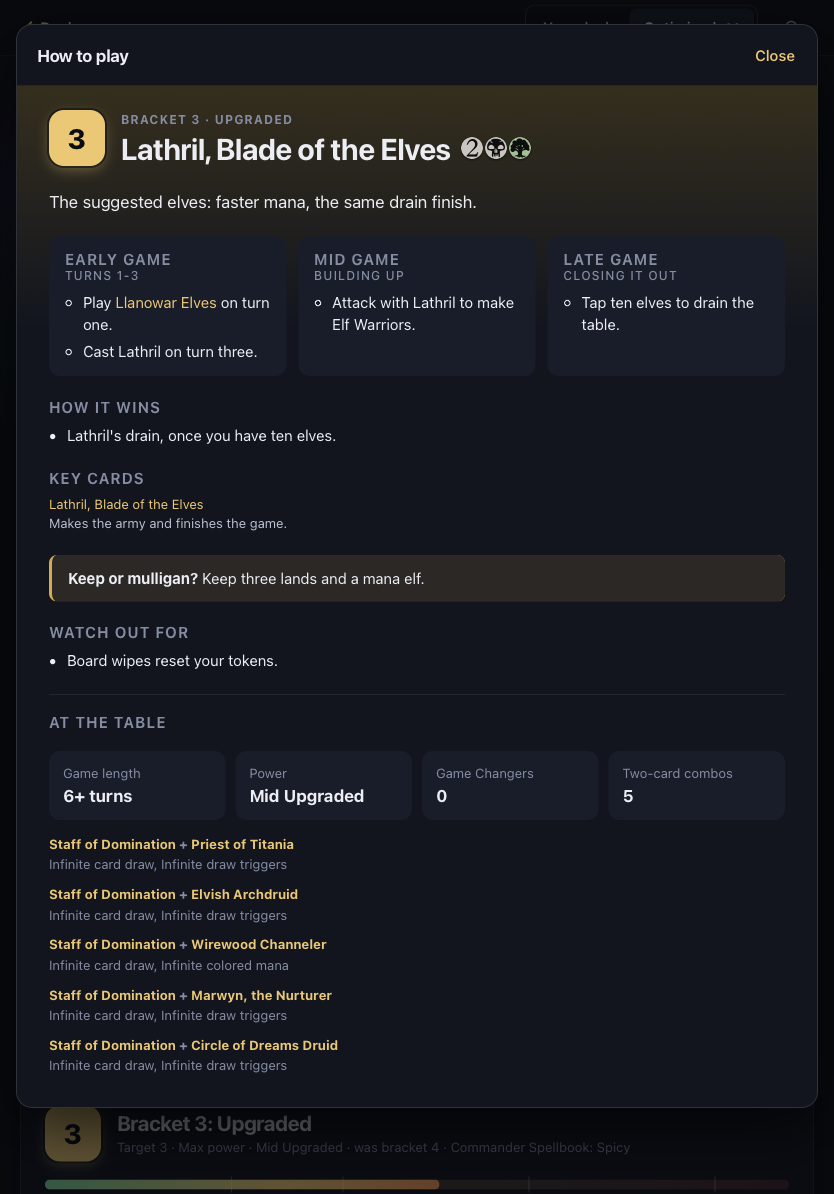 How to play
Close
3
BRACKET 3 · UPGRADED
Lathril, Blade of the Elves 2
The suggested elves: faster mana, the same drain finish.
EARLY GAME
TURNS 1-3
Play Llanowar Elves on turn
one.
Cast Lathril on turn three.
MID GAME
BUILDING UP
Attack with Lathril to make
Elf Warriors.
LATE GAME
CLOSING IT OUT
Tap ten elves to drain the
table.
HOW IT WINS
• Lathril's drain, once you have ten elves.
KEY CARDS
Lathril, Blade of the Elves
Makes the army and finishes the game.
Keep or mulligan? Keep three lands and a mana elf.
WATCH OUT FOR
• Board wipes reset your tokens.
AT THE TABLE
Game length
6+ turns
Power
Mid Upgraded
Game Changers
0
Two-card combos
5
Staff of Domination + Priest of Titania
Infinite card draw, Infinite draw triggers
Staff of Domination + Elvish Archdruid
Infinite card draw, Infinite draw triggers
Staff of Domination + Wirewood Channeler
Infinite card draw, Infinite colored mana
Staff of Domination + Marwyn, the Nurturer
Infinite card draw, Infinite draw triggers
Staff of Domination + Circle of Dreams Druid
Infinite card draw, Infinite draw triggers
3
Bracket 3: Upgraded
Target 3 · Max power · Mid Upgraded · was bracket 4 · Commander Spellbook: Spicy